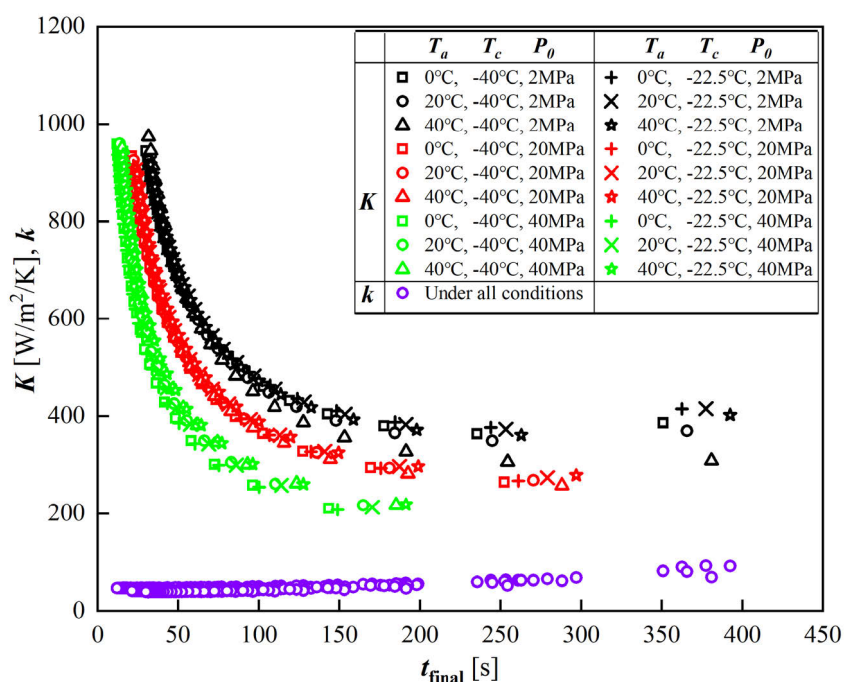 1200
1000
800
600
400
200
0
K [W/m²/K], k
0 50 100 150 200 250 300 350 400 450
t_final [s]
T_a T_c P_0 T_a T_c P_0
0°C, -40°C, 2MPa 0°C, -22.5°C, 2MPa
20°C, -40°C, 2MPa 20°C, -22.5°C, 2MPa
40°C, -40°C, 2MPa 40°C, -22.5°C, 2MPa
0°C, -40°C, 20MPa 0°C, -22.5°C, 20MPa
20°C, -40°C, 20MPa 20°C, -22.5°C, 20MPa
K 40°C, -40°C, 20MPa 40°C, -22.5°C, 20MPa
0°C, -40°C, 40MPa 0°C, -22.5°C, 40MPa
20°C, -40°C, 40MPa 20°C, -22.5°C, 40MPa
40°C, -40°C, 40MPa 40°C, -22.5°C, 40MPa
k Under all conditions